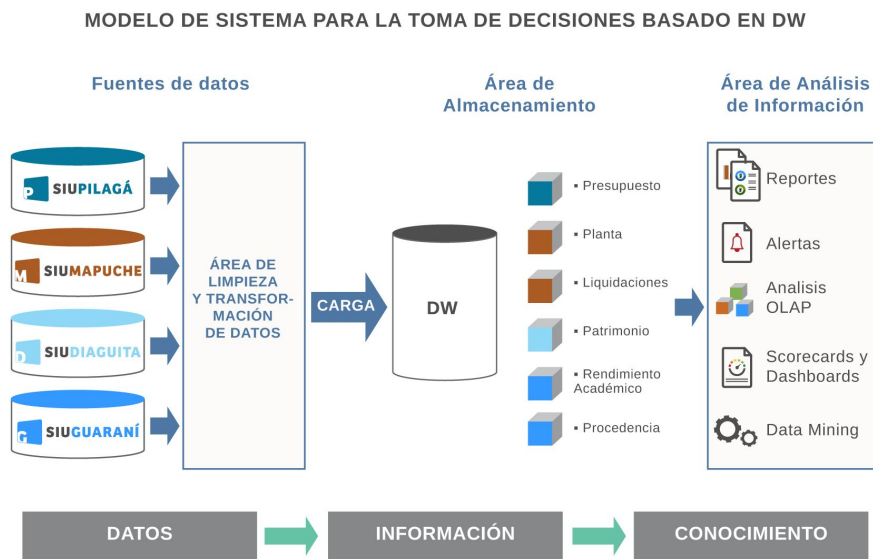 MODELO DE SISTEMA PARA LA TOMA DE DECISIONES BASADO EN DW
Fuentes de datos
Área de
Almacenamiento
Área de Análisis
de Información
P SIUPILAGÁ
M SIUMAPUCHE
D SIUDIAGUITA
G SIUGUARANÍ
ÁREA DE
LIMPIEZA
Y TRANSFOR-
MACIÓN
DE DATOS
CARGA
DW
▪ Presupuesto
▪ Planta
▪ Liquidaciones
▪ Patrimonio
▪ Rendimiento
Académico
▪ Procedencia
Reportes
Alertas
Analisis
OLAP
Scorecards y
Dashboards
Data Mining
DATOS
INFORMACIÓN
CONOCIMIENTO